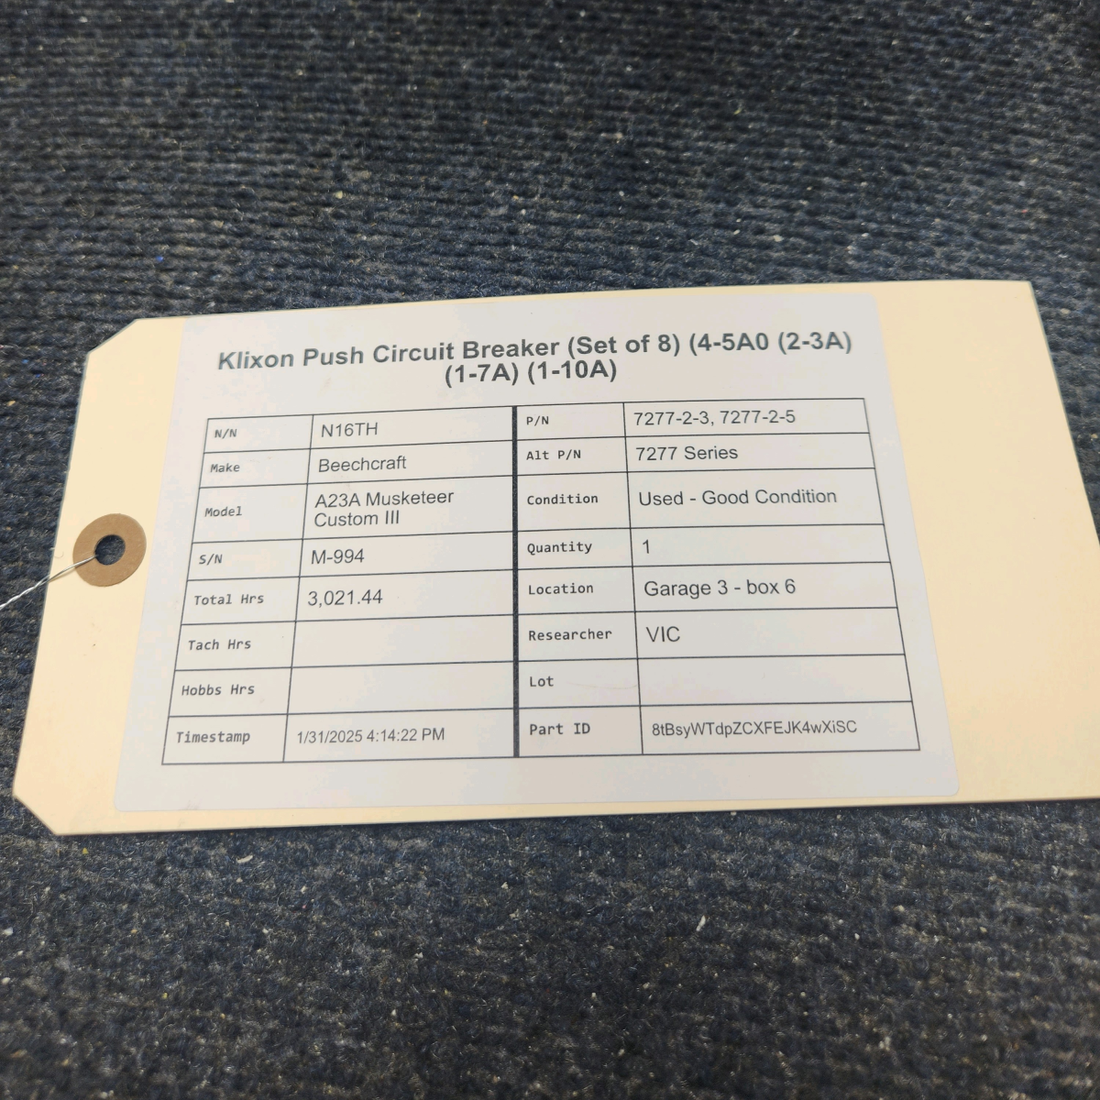 Klixon Push Circuit Breaker (Set of 8) (4-5A0 (2-3A)
(1-7A) (1-10A)
N/N N16TH P/N 7277-2-3, 7277-2-5
Make Beechcraft Alt P/N 7277 Series
Model A23A Musketeer
Custom III Condition Used - Good Condition
S/N M-994 Quantity 1
Total Hrs 3,021.44 Location Garage 3 - box 6
Tach Hrs Researcher VIC
Hobbs Hrs Lot
Timestamp 1/31/2025 4:14:22 PM Part ID 8tBsyWTdpZCXFEJK4wXiSC